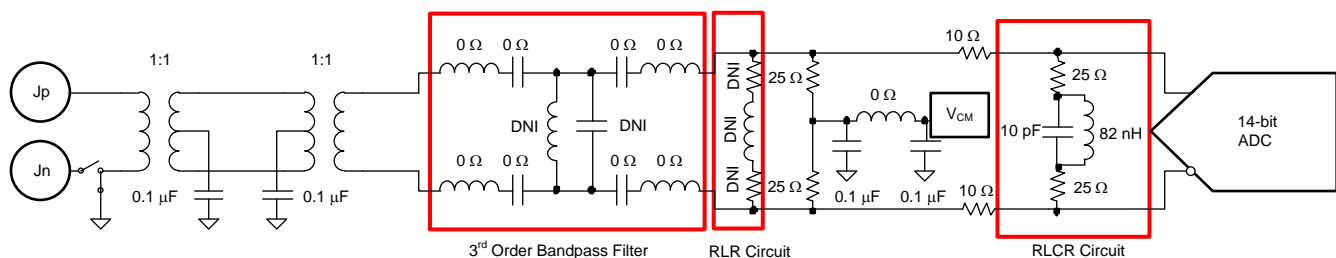 Jp
Jn
1:1
1:1
0.1 μF
0.1 μF
0 Ω 0 Ω 0 Ω 0 Ω
DNI DNI
0 Ω 0 Ω 0 Ω 0 Ω
3rd Order Bandpass Filter
DNI
DNI
DNI
RLR Circuit
25 Ω
25 Ω
0 Ω
VCM
0.1 μF 0.1 μF
10 Ω
10 Ω
25 Ω
10 pF 82 nH
25 Ω
RLCR Circuit
14-bit
ADC